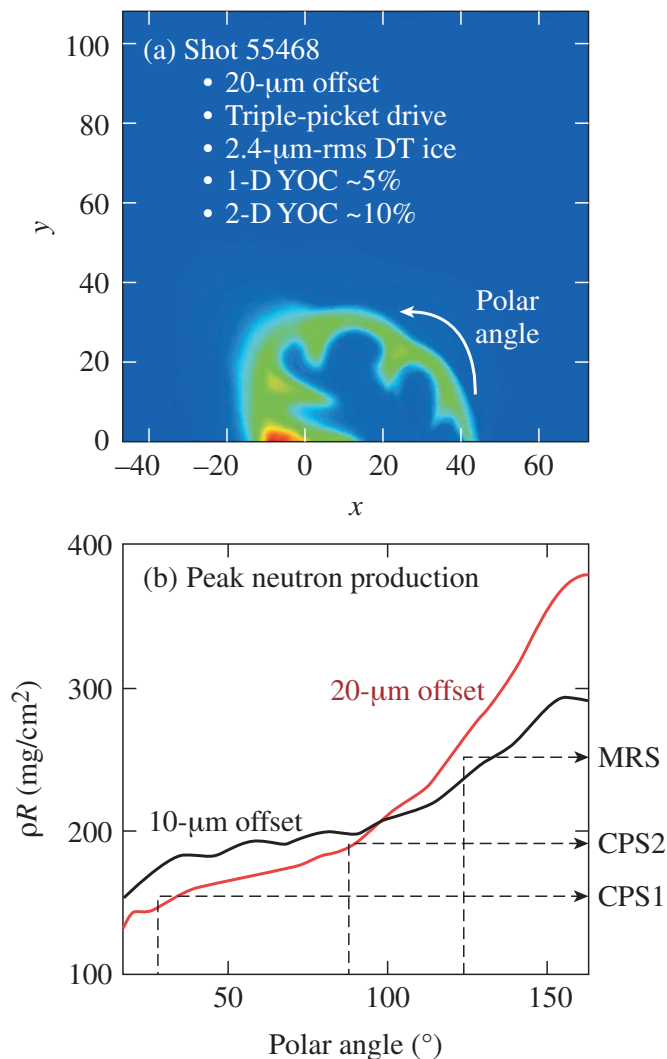 (a) Shot 55468
• 20-μm offset
• Triple-picket drive
• 2.4-μm-rms DT ice
• 1-D YOC ~5%
• 2-D YOC ~10%
Polar
angle
100
80
60
40
20
0
y
–40 –20 0 20 40 60
x
(b) Peak neutron production
20-μm offset
10-μm offset
MRS
CPS2
CPS1
400
300
200
100
ρR (mg/cm²)
50 100 150
Polar angle (°)